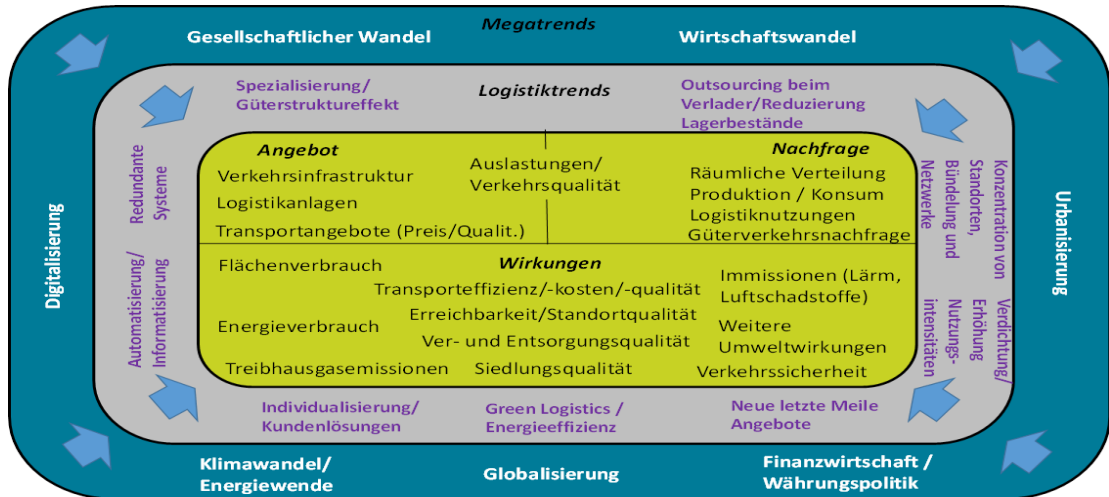 Megatrends
Gesellschaftlicher Wandel
Wirtschaftswandel
Spezialisierung/
Güterstruktureffekt
Logistiktrends
Outsourcing beim
Verlader/Reduzierung
Lagerbestände
Digitalisierung
Redundante
Systeme
Automatisierung/
Informatisierung
Angebot
Verkehrsinfrastruktur
Logistikanlagen
Transportangebote (Preis/Qualit.)
Auslastungen/
Verkehrsqualität
Nachfrage
Räumliche Verteilung
Produktion / Konsum
Logistiknutzungen
Güterverkehrsnachfrage
Flächenverbrauch
Energieverbrauch
Treibhausgasemissionen
Wirkungen
Transporteffizienz/-kosten/-qualität
Erreichbarkeit/Standortqualität
Ver- und Entsorgungsqualität
Siedlungsqualität
Immissionen (Lärm,
Luftschadstoffe)
Weitere
Umweltwirkungen
Verkehrssicherheit
Konzentration von
Standorten,
Bündelung und
Netzwerke
Verdichtung/
Erhöhung
Nutzungs-
intensitäten
Urbanisierung
Individualisierung/
Kundenlösungen
Green Logistics /
Energieeffizienz
Neue letzte Meile
Angebote
Klimawandel/
Energiewende
Globalisierung
Finanzwirtschaft /
Währungspolitik